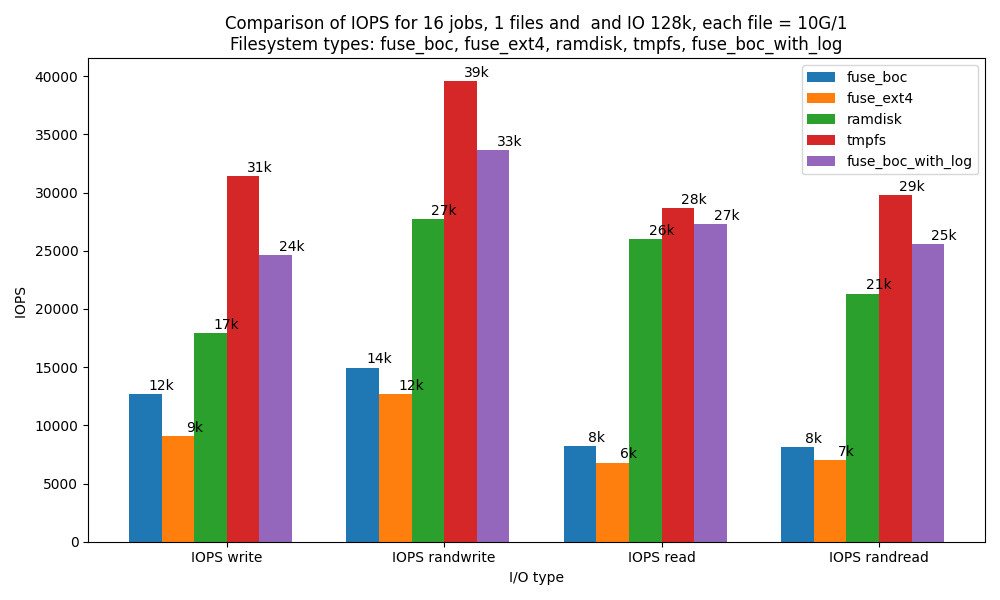 Comparison of IOPS for 16 jobs, 1 files and  and IO 128k, each file = 10G/1
Filesystem types: fuse_boc, fuse_ext4, ramdisk, tmpfs, fuse_boc_with_log
fuse_boc
fuse_ext4
ramdisk
tmpfs
fuse_boc_with_log
IOPS
40000
35000
30000
25000
20000
15000
10000
5000
0
12k
9k
17k
31k
24k
14k
12k
27k
39k
33k
8k
6k
26k
28k
27k
8k
7k
21k
29k
25k
IOPS write
IOPS randwrite
IOPS read
IOPS randread
I/O type